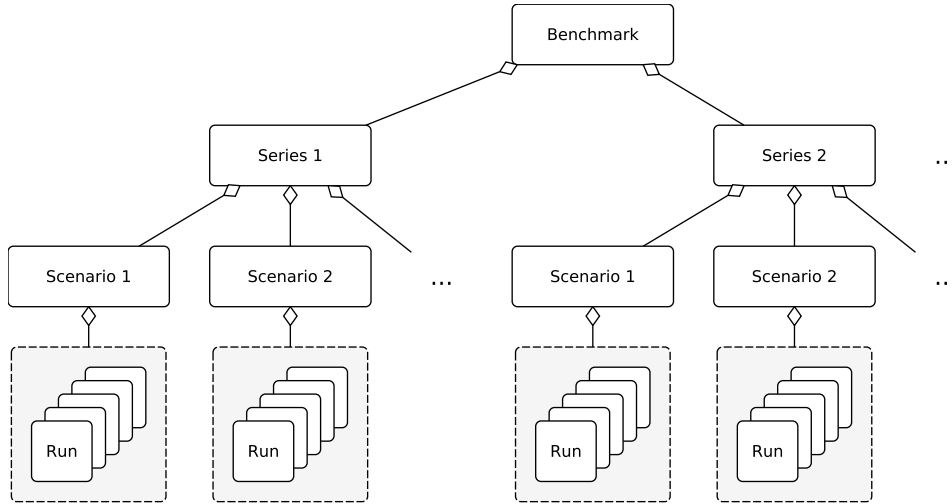 Benchmark
Series 1
Series 2
..
Scenario 1
Scenario 2
...
Scenario 1
Scenario 2
..
Run
Run
Run
Run